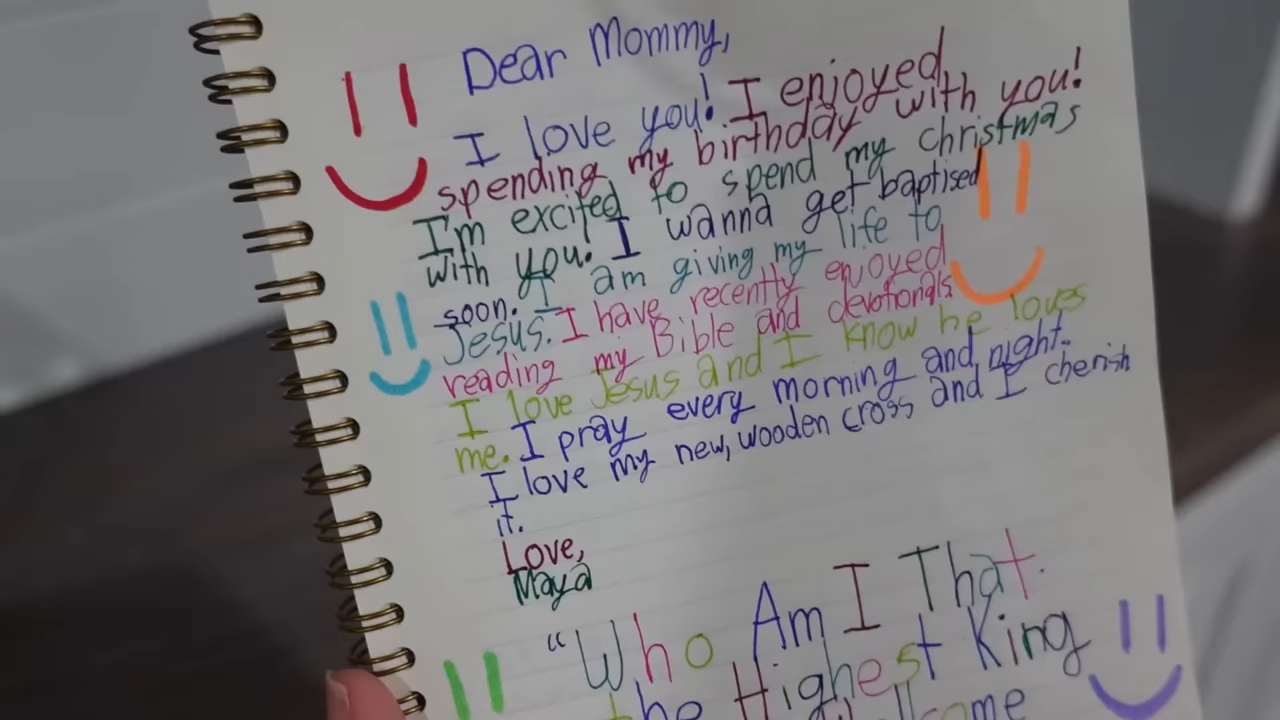 Dear Mommy,
I love you! I enjoyed
spending my birthday with you!
I'm excited to spend my christmas
with you! I wanna get baptised
soon. I am giving my life to
Jesus. I have recently enjoyed
reading my Bible and devotionals
I love Jesus and I know he loves
me. I pray every morning and night.
I love my new, wooden cross and I cherish
it.
Love,
Maya
"Who Am I That
the Highest King
come